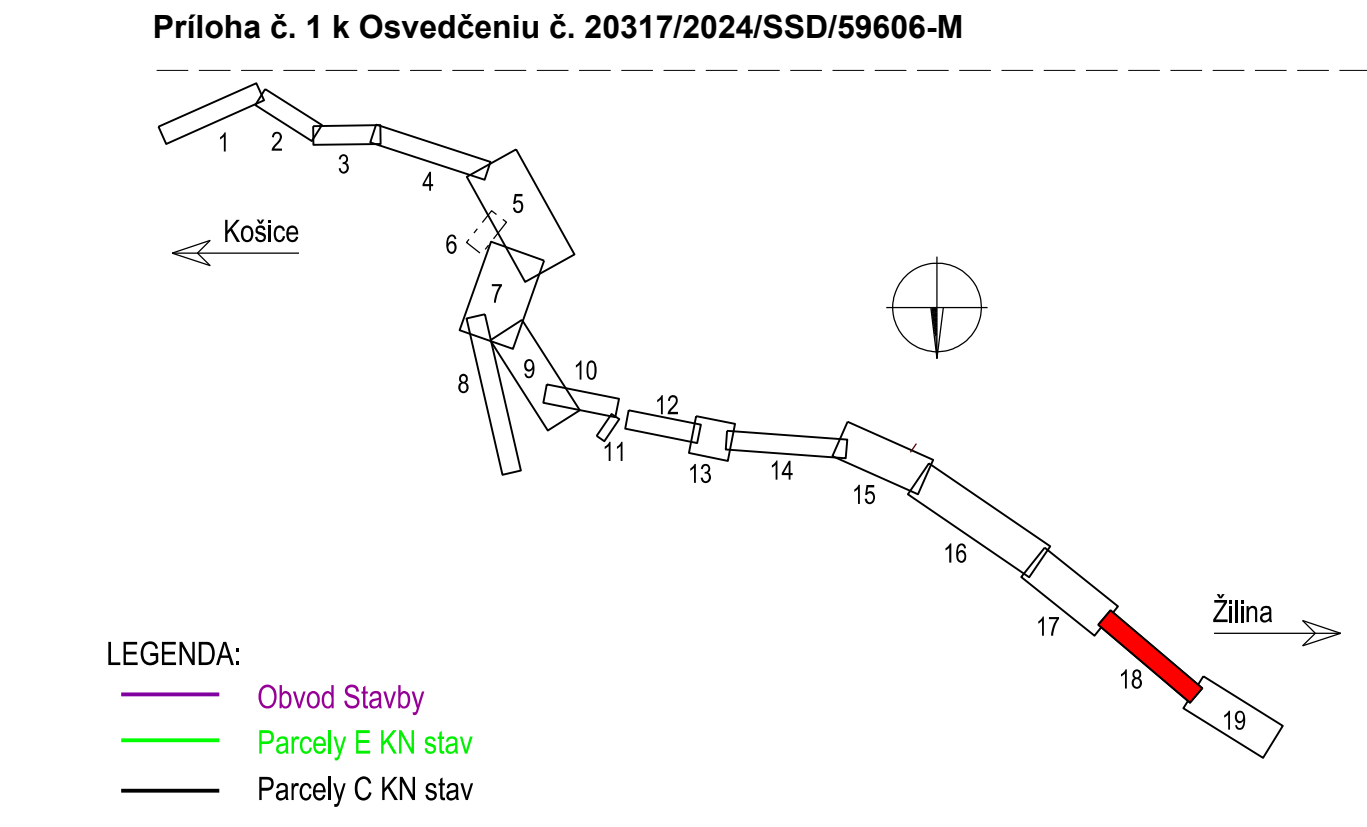 Príloha č. 1 k Osvedčeniu č. 20317/2024/SSD/59606-M
1
2
3
4
5
Košice
6
7
8
9
10
11
12
13
14
15
16
17
Žilina
18
19
LEGENDA:
Obvod Stavby
Parcely E KN stav
Parcely C KN stav